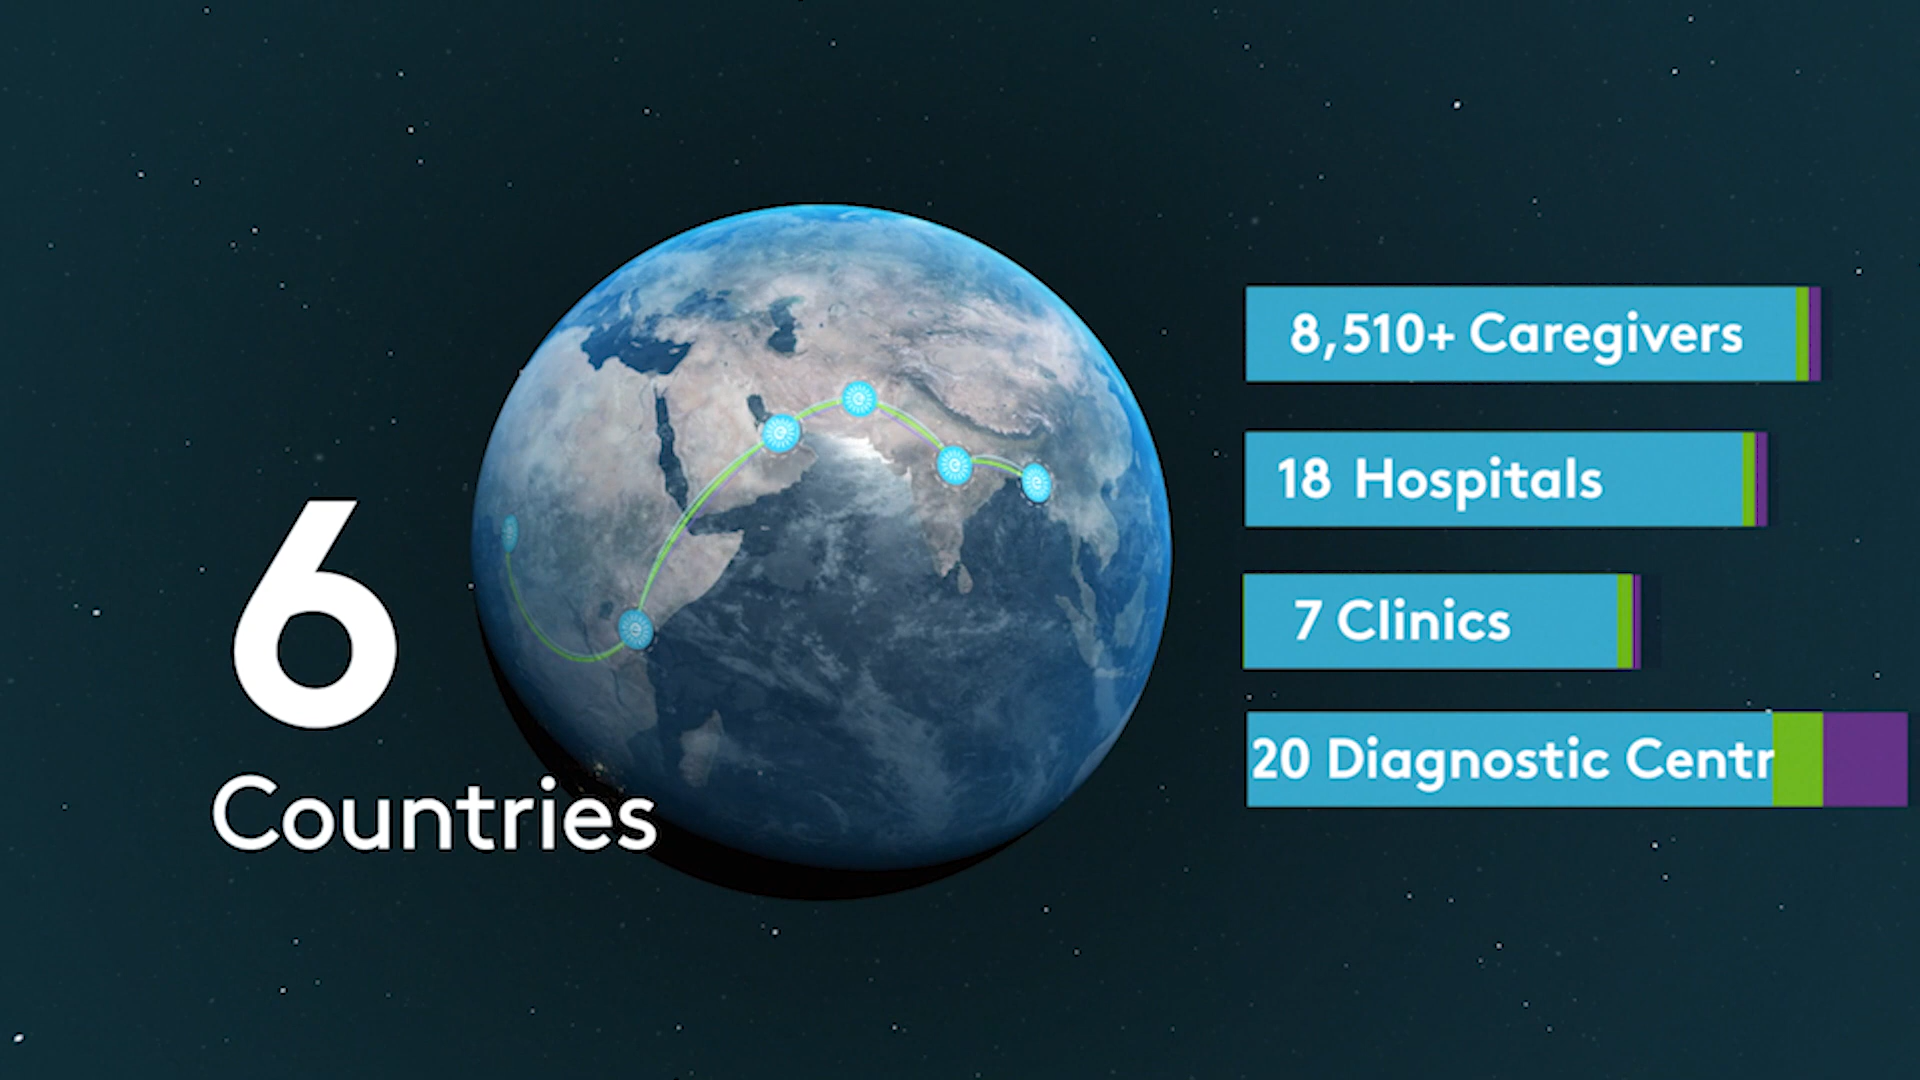 6
Countries
8,510+ Caregivers
18 Hospitals
7 Clinics
20 Diagnostic Centr